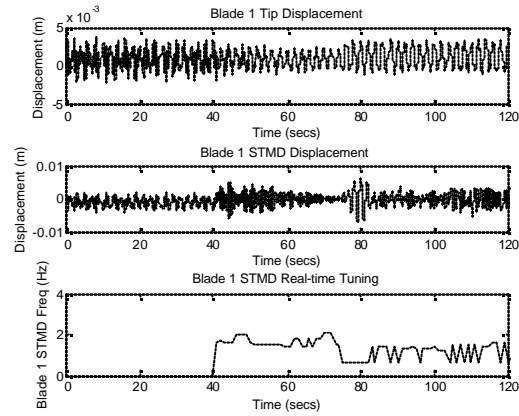 Blade 1 Tip Displacement
x 10
-3
5
0
-5
Displacement (m)
0 20 40 60 80 100 120
Time (secs)
Blade 1 STMD Displacement
0.01
0
-0.01
Displacement (m)
0 20 40 60 80 100 120
Time (secs)
Blade 1 STMD Real-time Tuning
4
2
0
Blade 1 STMD Freq (Hz)
0 20 40 60 80 100 120
Time (secs)